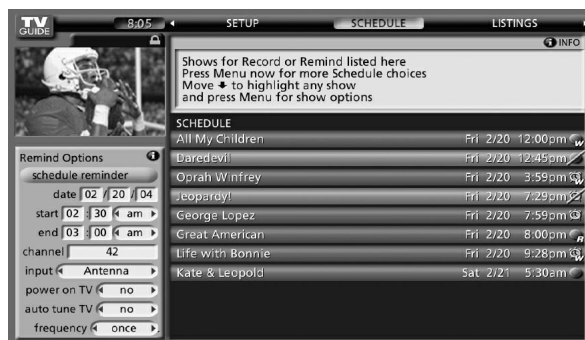 TV
GUIDE
8:05
SETUP
SCHEDULE
LISTINGS
INFO
Shows for Record or Remind listed here
Press Menu now for more Schedule choices
Move to highlight any show
and press Menu for show options
SCHEDULE
All My Children Fri 2/20 12:00pm W
Daredevil Fri 2/20 12:45pm
Oprah Winfrey Fri 2/20 3:59pm W
Jeopardy! Fri 2/20 7:29pm
George Lopez Fri 2/20 7:59pm
Great American Fri 2/20 8:00pm R
Life with Bonnie Fri 2/20 9:28pm W
Kate & Leopold Sat 2/21 5:30am
Remind Options
schedule reminder
date 02 / 20 / 04
start 02 : 30 am
end 03 : 00 am
channel 42
input Antenna
power on TV no
auto tune TV no
frequency once